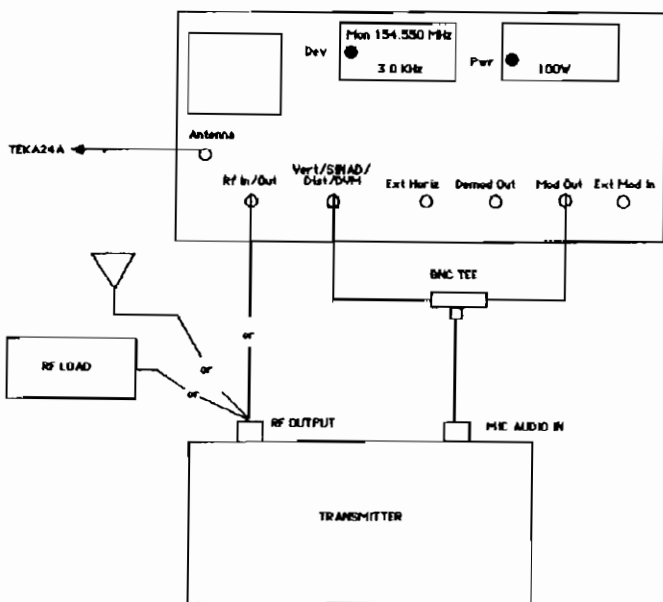 Mon 154.550 MHz
Dev
3.0 KHz
Pwr
100W
Antenna
TEKA24A
Rf In/Out
Vert/SINAD/
Dist/DVM
Ext Horiz
Demod Out
Mod Out
Ext Mod In
BNC TEE
or
or
or
RF LOAD
RF OUTPUT
MIC AUDIO IN
TRANSMITTER